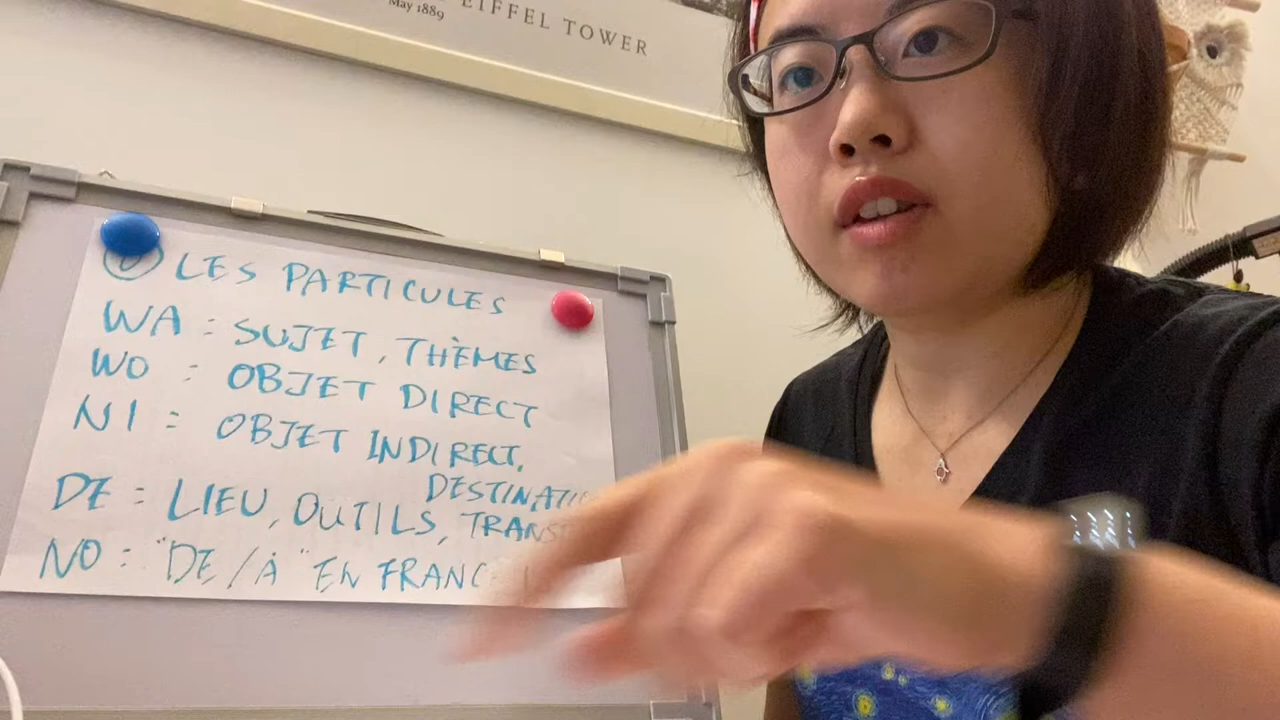 EIFFEL TOWER
May 1889
LES PARTICULES
WA : SUJET, THÈMES
WO : OBJET DIRECT
NI : OBJET INDIRECT,
DESTINATIO
DE : LIEU, OUTILS, TRANS
NO : "DE/À" EN FRANC